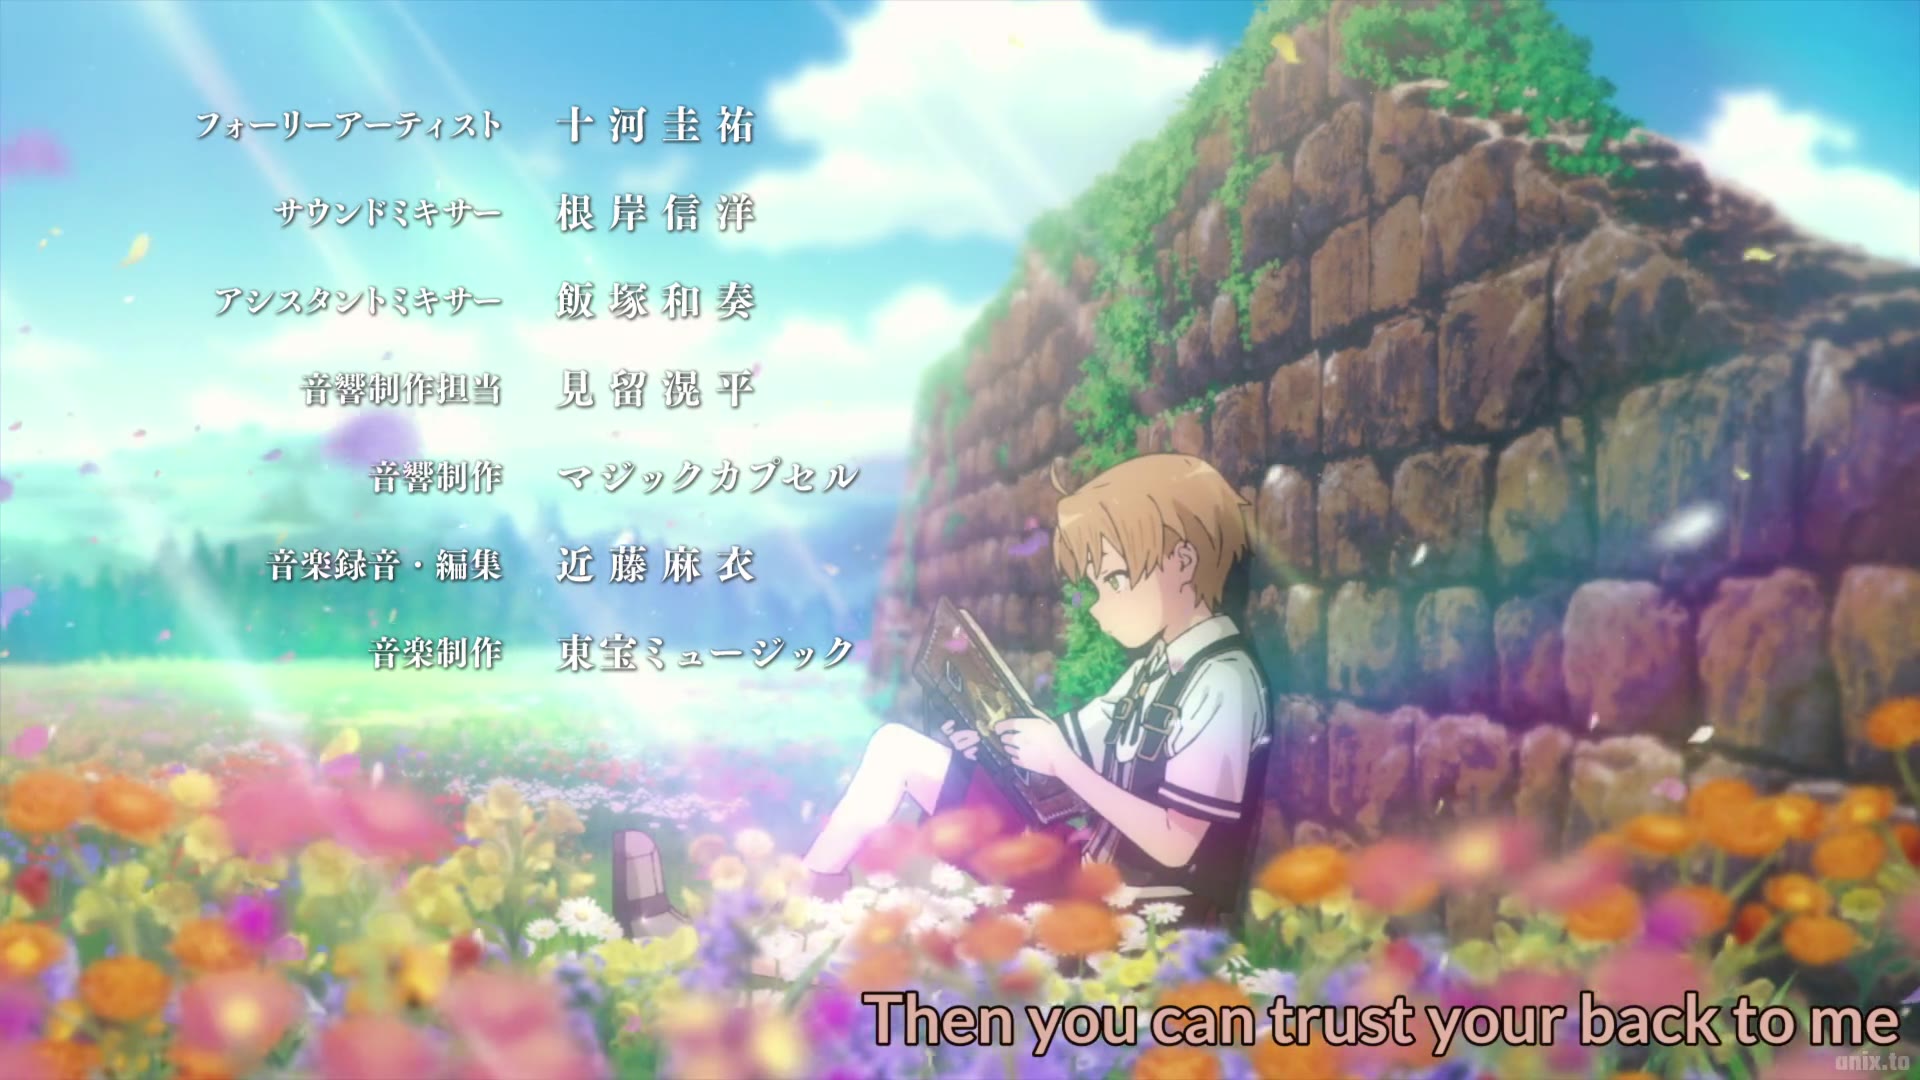 フォーリーアーティスト 十河圭祐
サウンドミキサー 根岸信洋
アシスタントミキサー 飯塚和奏
音響制作担当 見留滉平
音響制作 マジックカプセル
音楽録音・編集 近藤麻衣
音楽制作 東宝ミュージック
Then you can trust your back to me
anix.to